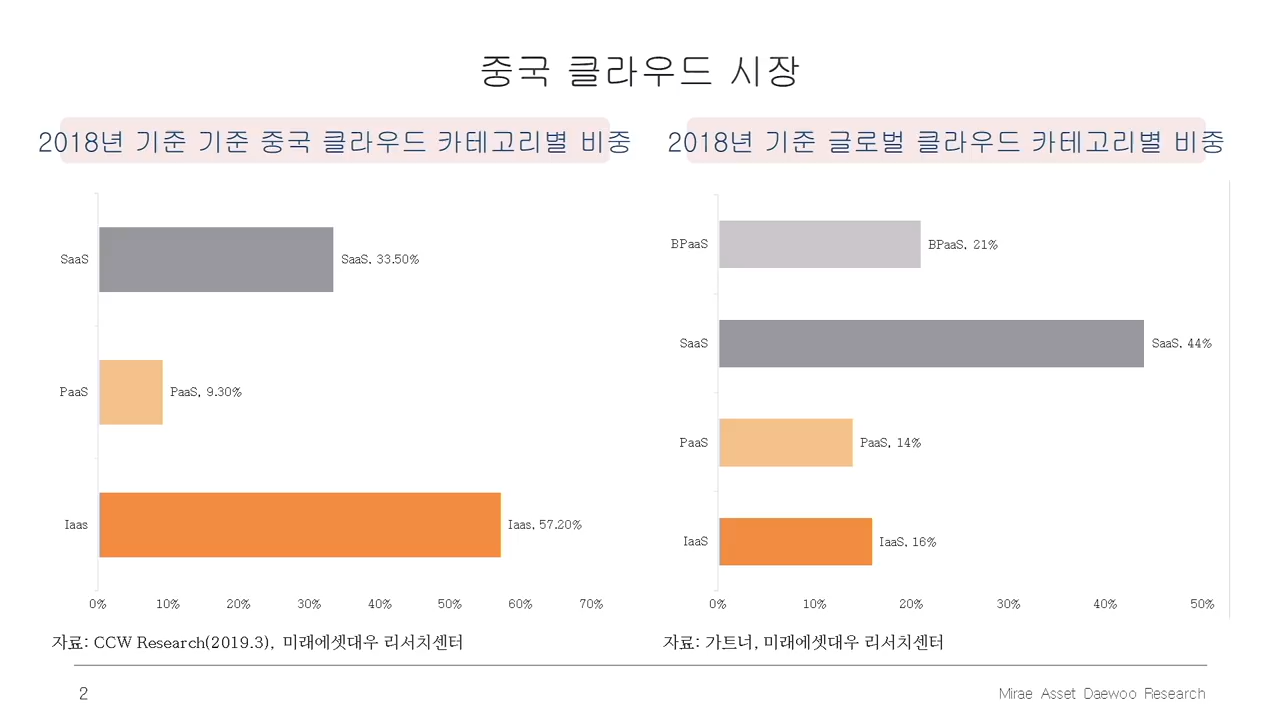 중국 클라우드 시장
2018년 기준 기준 중국 클라우드 카테고리별 비중
SaaS
SaaS, 33.50%
PaaS
PaaS, 9.30%
Iaas
Iaas, 57.20%
0% 10% 20% 30% 40% 50% 60% 70%
자료: CCW Research(2019.3), 미래에셋대우 리서치센터
2018년 기준 글로벌 클라우드 카테고리별 비중
BPaaS
BPaaS, 21%
SaaS
SaaS, 44%
PaaS
PaaS, 14%
IaaS
IaaS, 16%
0% 10% 20% 30% 40% 50%
자료: 가트너, 미래에셋대우 리서치센터
2
Mirae Asset Daewoo Research